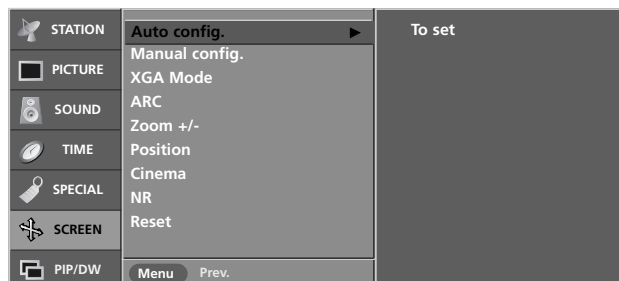 STATION
PICTURE
SOUND
TIME
SPECIAL
SCREEN
PIP/DW
Auto config. ►
Manual config.
XGA Mode
ARC
Zoom +/-
Position
Cinema
NR
Reset
Menu Prev.
To set